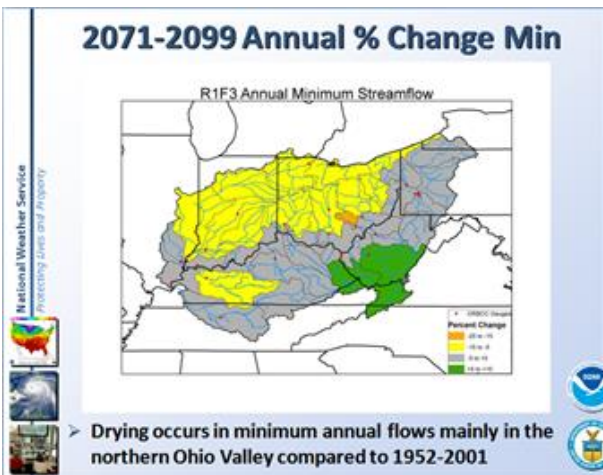 2071-2099 Annual % Change Min
R1F3 Annual Minimum Streamflow
National Weather Service
Protecting Lives and Property
Percent Change
➢ Drying occurs in minimum annual flows mainly in the
northern Ohio Valley compared to 1952-2001